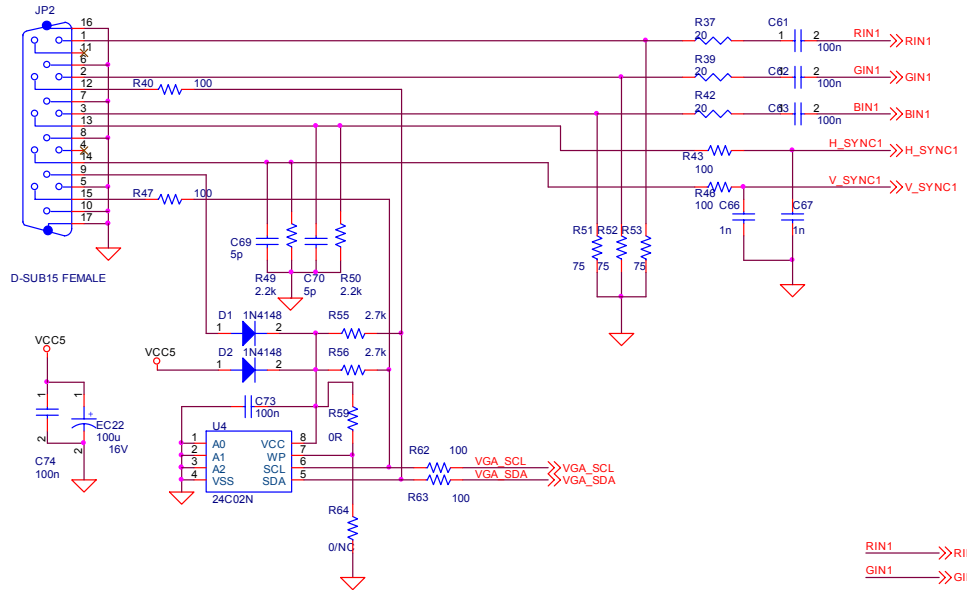 JP2
16
1
11
6
2
12
7
3
13
8
4
14
9
5
15
10
17
D-SUB15 FEMALE
R40 100
R47 100
R37
20
C61
1 2
100n
RIN1
RIN1
R39
20
C62
2
100n
GIN1
GIN1
R42
20
C63
2
100n
BIN1
BIN1
H_SYNC1
H_SYNC1
R43
100
V_SYNC1
V_SYNC1
R46
100
C66
1n
C67
1n
R51 R52 R53
75 75 75
C69
5p
R49
2.2k
C70
5p
R50
2.2k
D1 1N4148
1 2
R55 2.7k
VCC5
D2 1N4148
1 2
R56 2.7k
C73
100n
R59
0R
VCC5
1
2
C74
100n
1
+
2
EC22
100u
16V
U4
1 A0 VCC 8
2 A1 WP 7
3 A2 SCL 6
4 VSS SDA 5
24C02N
R62 100
VGA_SCL
VGA_SCL
VGA_SDA
VGA_SDA
R63 100
R64
0/NC
RIN1
RI
GIN1
GI